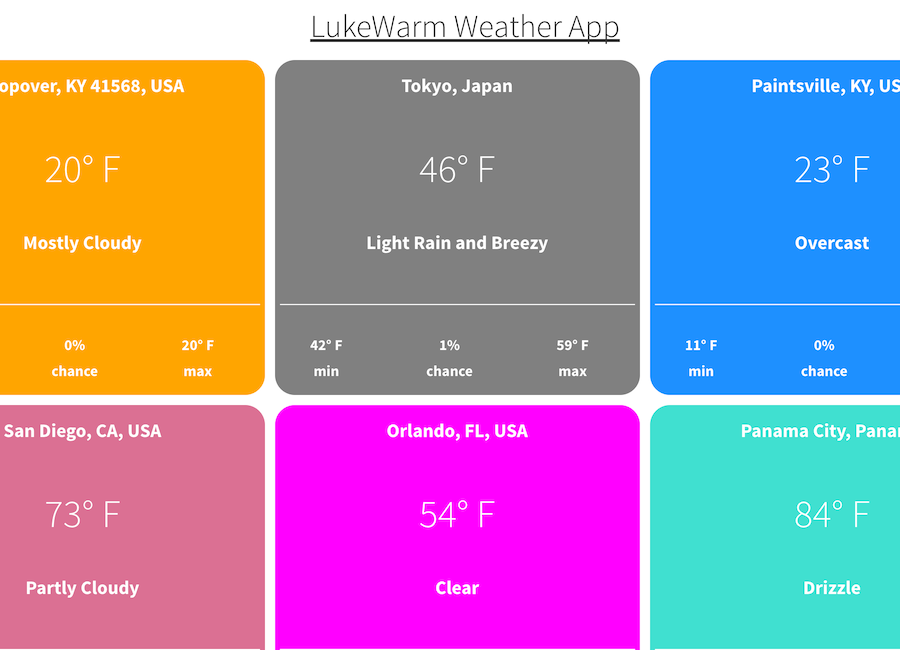 LukeWarm Weather App
opover, KY 41568, USA
20° F
Mostly Cloudy
0%
chance
20° F
max
Tokyo, Japan
46° F
Light Rain and Breezy
42° F
min
1%
chance
59° F
max
Paintsville, KY, US
23° F
Overcast
11° F
min
0%
chance
San Diego, CA, USA
73° F
Partly Cloudy
Orlando, FL, USA
54° F
Clear
Panama City, Pana
84° F
Drizzle